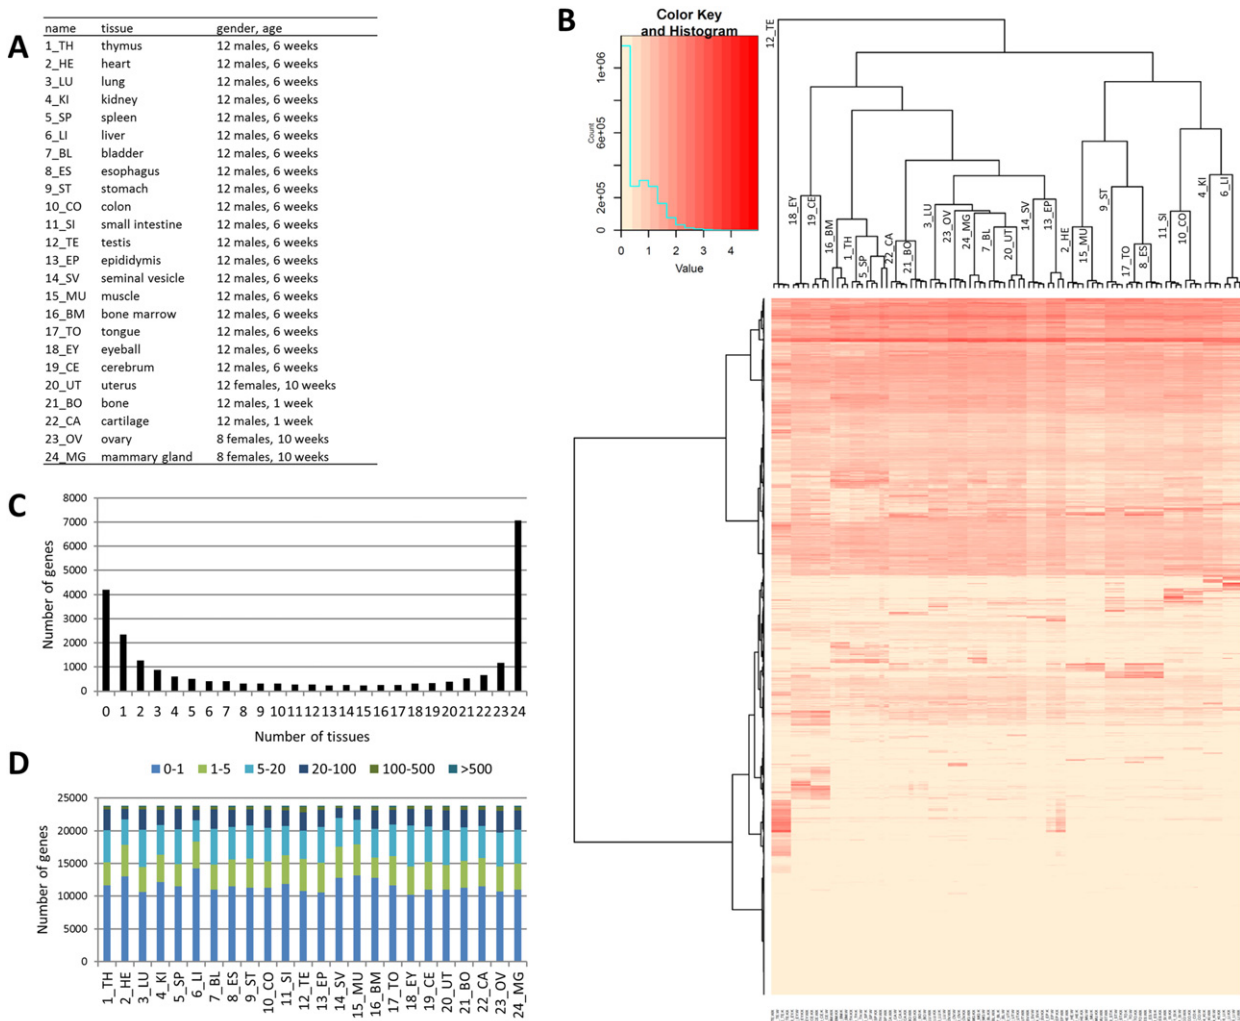 A
name tissue gender, age
1_TH thymus 12 males, 6 weeks
2_HE heart 12 males, 6 weeks
3_LU lung 12 males, 6 weeks
4_KI kidney 12 males, 6 weeks
5_SP spleen 12 males, 6 weeks
6_LI liver 12 males, 6 weeks
7_BL bladder 12 males, 6 weeks
8_ES esophagus 12 males, 6 weeks
9_ST stomach 12 males, 6 weeks
10_CO colon 12 males, 6 weeks
11_SI small intestine 12 males, 6 weeks
12_TE testis 12 males, 6 weeks
13_EP epididymis 12 males, 6 weeks
14_SV seminal vesicle 12 males, 6 weeks
15_MU muscle 12 males, 6 weeks
16_BM bone marrow 12 males, 6 weeks
17_TO tongue 12 males, 6 weeks
18_EY eyeball 12 males, 6 weeks
19_CE cerebrum 12 males, 6 weeks
20_UT uterus 12 females, 10 weeks
21_BO bone 12 males, 1 week
22_CA cartilage 12 males, 1 week
23_OV ovary 8 females, 10 weeks
24_MG mammary gland 8 females, 10 weeks
B
Color Key
and Histogram
Count
1e+06
6e+05
2e+05
0
0 1 2 3 4
Value
12_TE
18_EY
19_CE
16_BM
1_TH
5_SP
22_CA
21_BO
3_LU
23_OV
24_MG
7_BL
20_UT
14_SV
13_EP
2_HE
15_MU
9_ST
17_TO
8_ES
11_SI
10_CO
4_KI
6_LI
C
Number of genes
8000
7000
6000
5000
4000
3000
2000
1000
0
0 1 2 3 4 5 6 7 8 9 10 11 12 13 14 15 16 17 18 19 20 21 22 23 24
Number of tissues
D
0-1 1-5 5-20 20-100 100-500 >500
Number of genes
25000
20000
15000
10000
5000
0
1_TH
2_HE
3_LU
4_KI
5_SP
6_LI
7_BL
8_ES
9_ST
10_CO
11_SI
12_TE
13_EP
14_SV
15_MU
16_BM
17_TO
18_EY
19_CE
20_UT
21_BO
22_CA
23_OV
24_MG